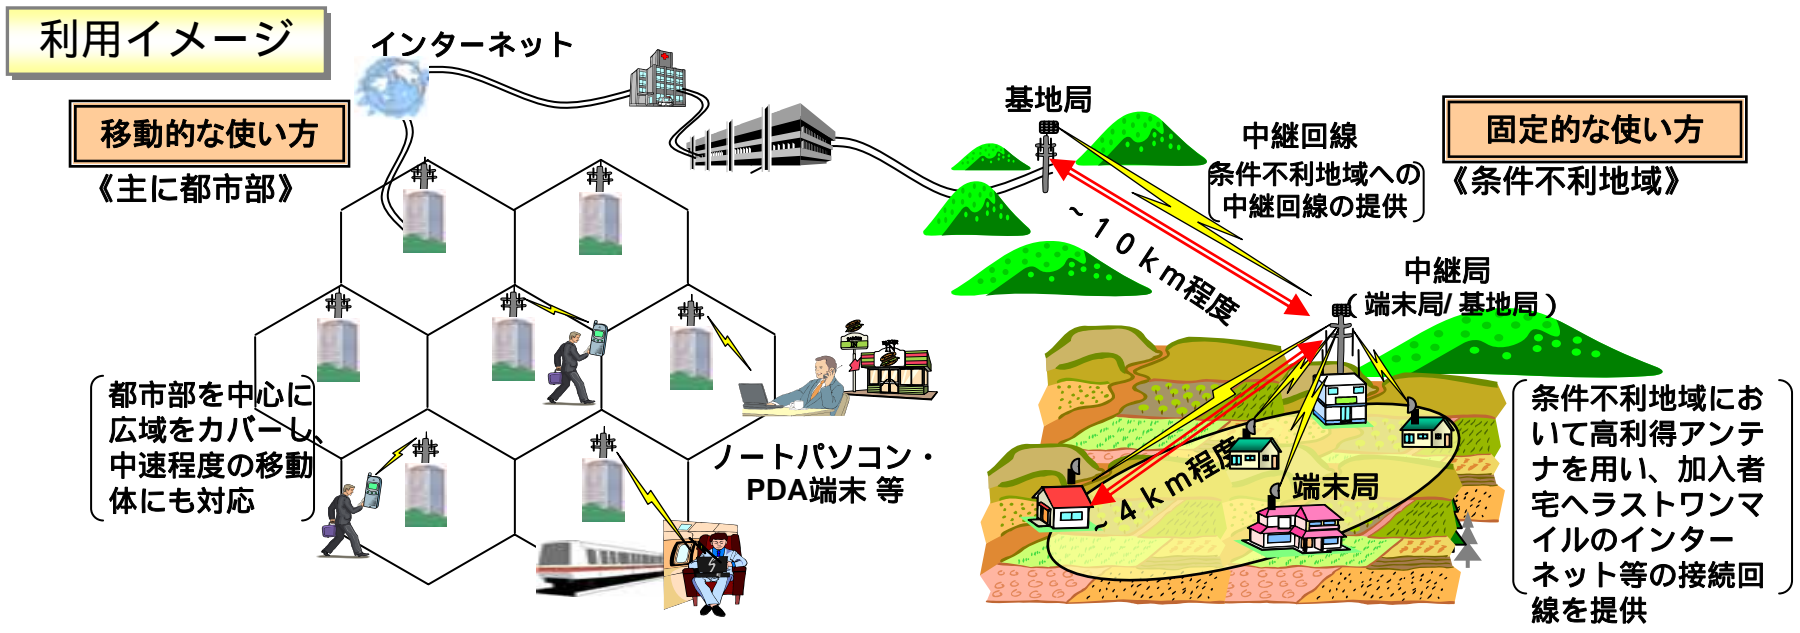 利用イメージ
インターネット
移動的な使い方
《主に都市部》
都市部を中心に
広域をカバーし、
中速程度の移動
体にも対応
ノートパソコン・
PDA端末 等
基地局
中継回線
条件不利地域への
中継回線の提供
固定的な使い方
《条件不利地域》
～１０ｋｍ程度
中継局
（ 端末局/ 基地局 ）
～４ｋｍ程度
端末局
条件不利地域にお
いて高利得アンテ
ナを用い、加入者
宅へラストワンマ
イルのインター
ネット等の接続回
線を提供